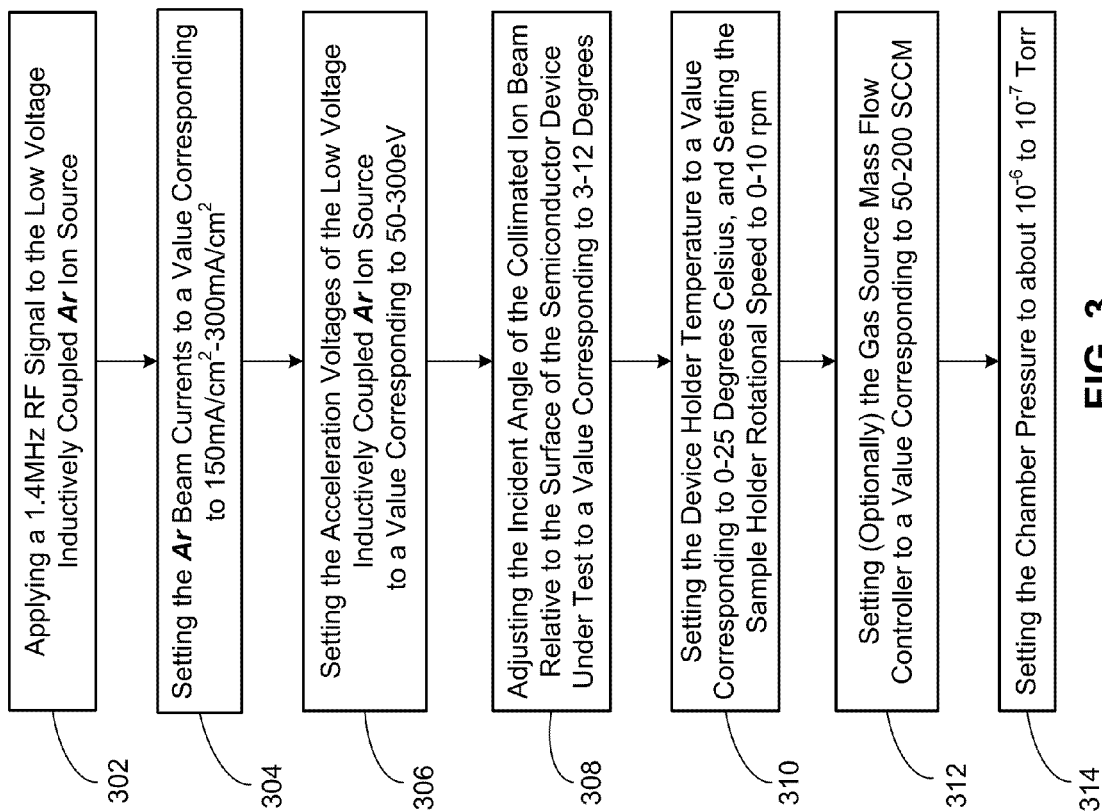 302
Applying a 1.4MHz RF Signal to the Low Voltage
Inductively Coupled Ar Ion Source
304
Setting the Ar Beam Currents to a Value Corresponding
to 150mA/cm²-300mA/cm²
306
Setting the Acceleration Voltages of the Low Voltage
Inductively Coupled Ar Ion Source
to a Value Corresponding to 50-300eV
308
Adjusting the Incident Angle of the Collimated Ion Beam
Relative to the Surface of the Semiconductor Device
Under Test to a Value Corresponding to 3-12 Degrees
310
Setting the Device Holder Temperature to a Value
Corresponding to 0-25 Degrees Celsius, and Setting the
Sample Holder Rotational Speed to 0-10 rpm
312
Setting (Optionally) the Gas Source Mass Flow
Controller to a Value Corresponding to 50-200 SCCM
314
Setting the Chamber Pressure to about 10⁻⁶ to 10⁻⁷ Torr
FIG. 3